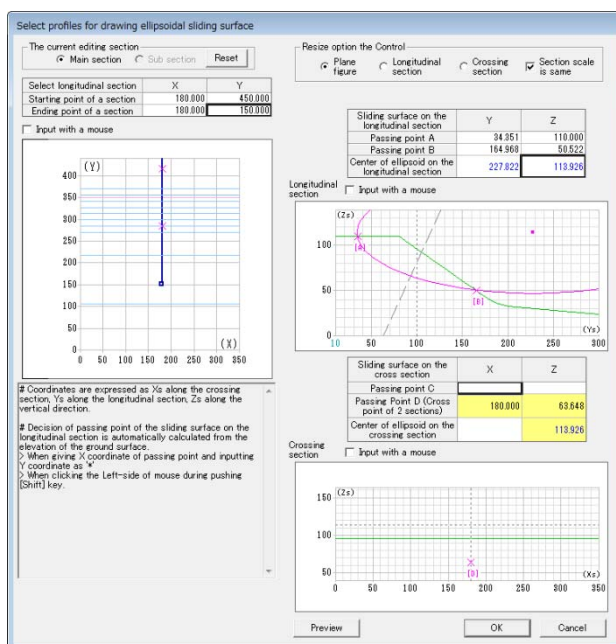 Select profiles for drawing ellipsoidal sliding surface
The current editing section
Main section Sub section Reset
Select longitudinal section X Y
Starting point of a section 180.000 450.000
Ending point of a section 180.000 150.000
Input with a mouse
(Y)
400
350
300
250
200
150
100
50
0
(X)
0 50 100 150 200 250 300 350
# Coordinates are expressed as Xs along the crossing
section, Ys along the longitudinal section, Zs along the
vertical direction.
# Decision of passing point of the sliding surface on the
longitudinal section is automatically calculated from the
elevation of the ground surface.
> When giving X coordinate of passing point and inputting
Y coordinate as '*'
> When clicking the Left-side of mouse during pushing
[Shift] key.
Resize option the Control
Plane
figure
Longitudinal
section
Crossing
section
Section scale
is same
Sliding surface on the
longitudinal section Y Z
Passing point A 34.351 110.000
Passing point B 164.968 50.522
Center of ellipsoid on the
longitudinal section 227.822 113.926
Longitudinal
section Input with a mouse
(Zs)
100
50
0
[A]
[B]
(Ys)
10 50 100 150 200 250 300
Sliding surface on the
cross section X Z
Passing point C
Passing Point D (Cross
point of 2 sections) 180.000 63.648
Center of ellipsoid on the
crossing section 113.926
Crossing
section Input with a mouse
(Zs)
150
100
50
[D]
(Xs)
0 50 100 150 200 250 300 350
Preview OK Cancel